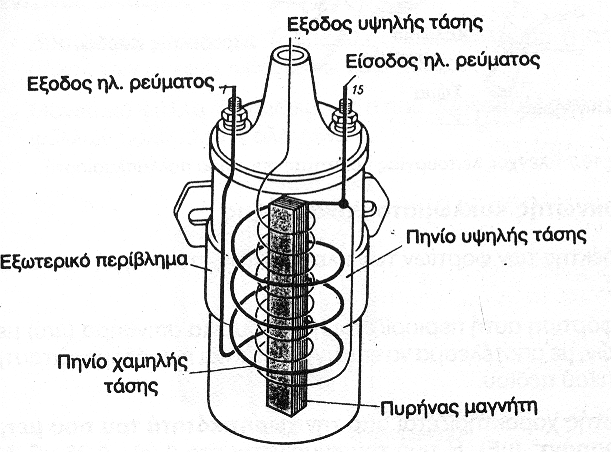 Εξοδος υψηλής τάσης
Είσοδος ηλ. ρεύματος
Εξοδος ηλ. ρεύματος
15
Πηνίο υψηλής τάσης
Εξωτερικό περίβλημα
Πηνίο χαμηλής
τάσης
Πυρήνας μαγνήτη